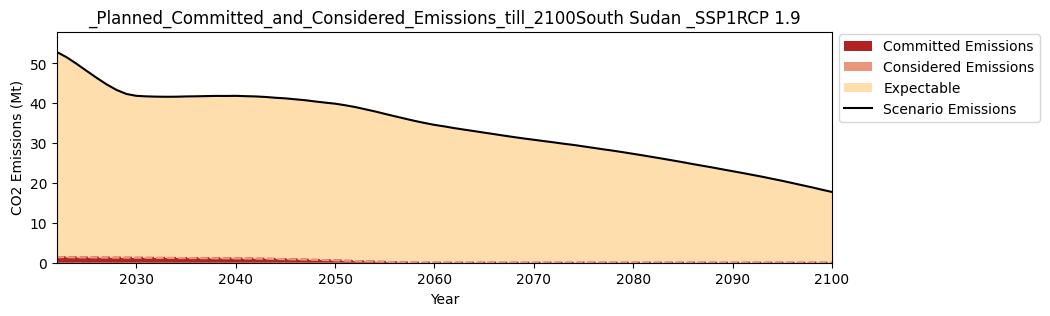 _Planned_Committed_and_Considered_Emissions_till_2100South Sudan _SSP1RCP 1.9
Committed Emissions
Considered Emissions
Expectable
Scenario Emissions
CO2 Emissions (Mt)
50
40
30
20
10
0
2030 2040 2050 2060 2070 2080 2090 2100
Year